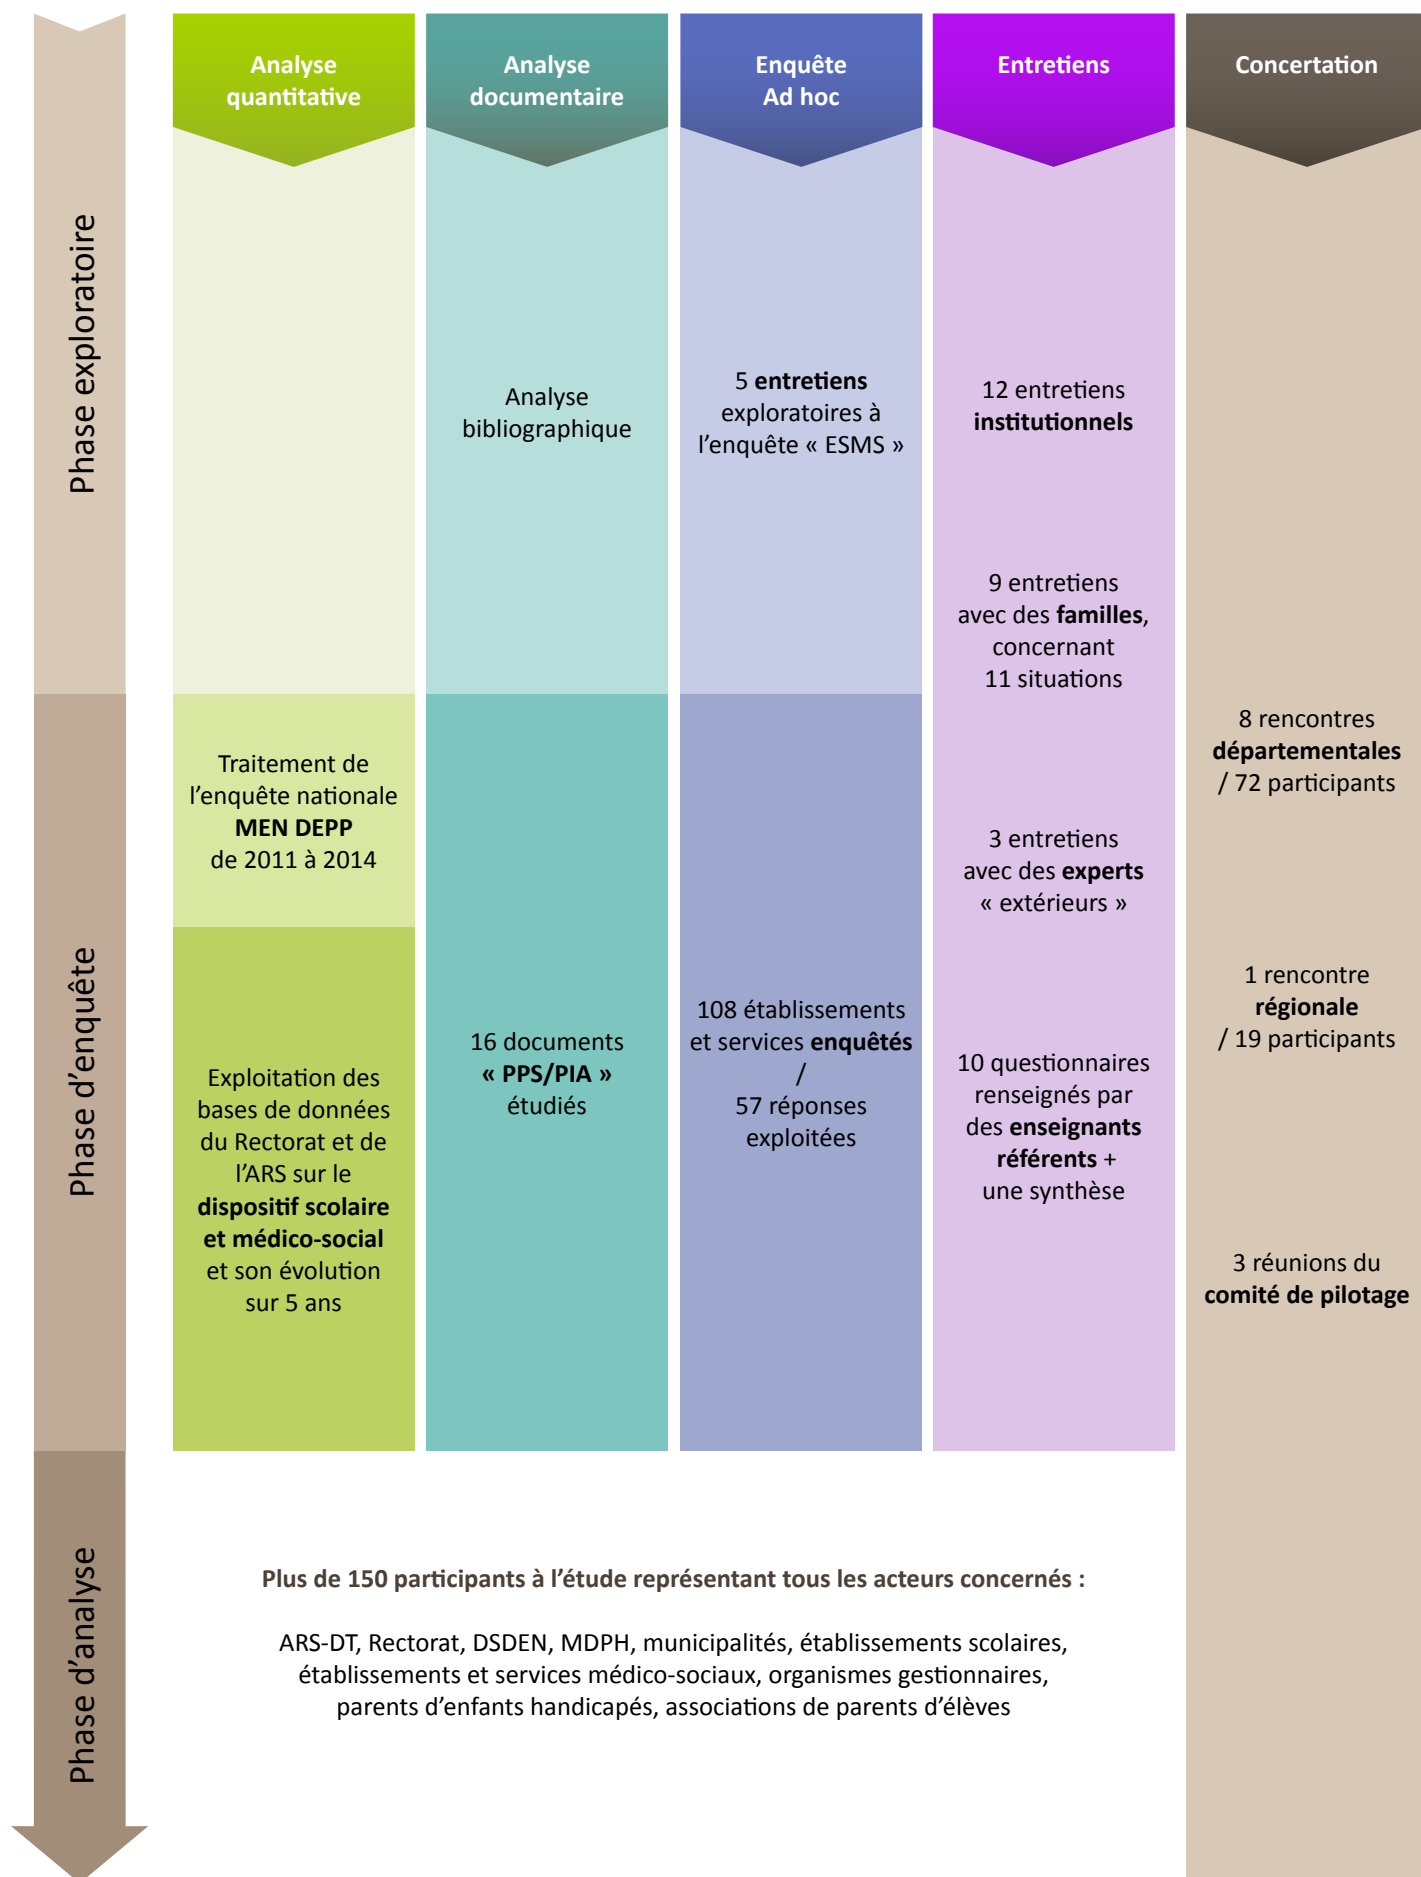 Analyse
quantitative
Analyse
documentaire
Enquête
Ad hoc
Entretiens
Concertation
Phase exploratoire
Analyse
bibliographique
5 entretiens
exploratoires à
l’enquête « ESMS »
12 entretiens
institutionnels
9 entretiens
avec des familles,
concernant
11 situations
Phase d’enquête
Traitement de
l’enquête nationale
MEN DEPP
de 2011 à 2014
Exploitation des
bases de données
du Rectorat et de
l’ARS sur le
dispositif scolaire
et médico-social
et son évolution
sur 5 ans
16 documents
« PPS/PIA »
étudiés
108 établissements
et services enquêtés
/
57 réponses
exploitées
3 entretiens
avec des experts
« extérieurs »
10 questionnaires
renseignés par
des enseignants
référents +
une synthèse
8 rencontres
départementales
/ 72 participants
1 rencontre
régionale
/ 19 participants
3 réunions du
comité de pilotage
Phase d’analyse
Plus de 150 participants à l’étude représentant tous les acteurs concernés :
ARS-DT, Rectorat, DSDEN, MDPH, municipalités, établissements scolaires,
établissements et services médico-sociaux, organismes gestionnaires,
parents d’enfants handicapés, associations de parents d’élèves